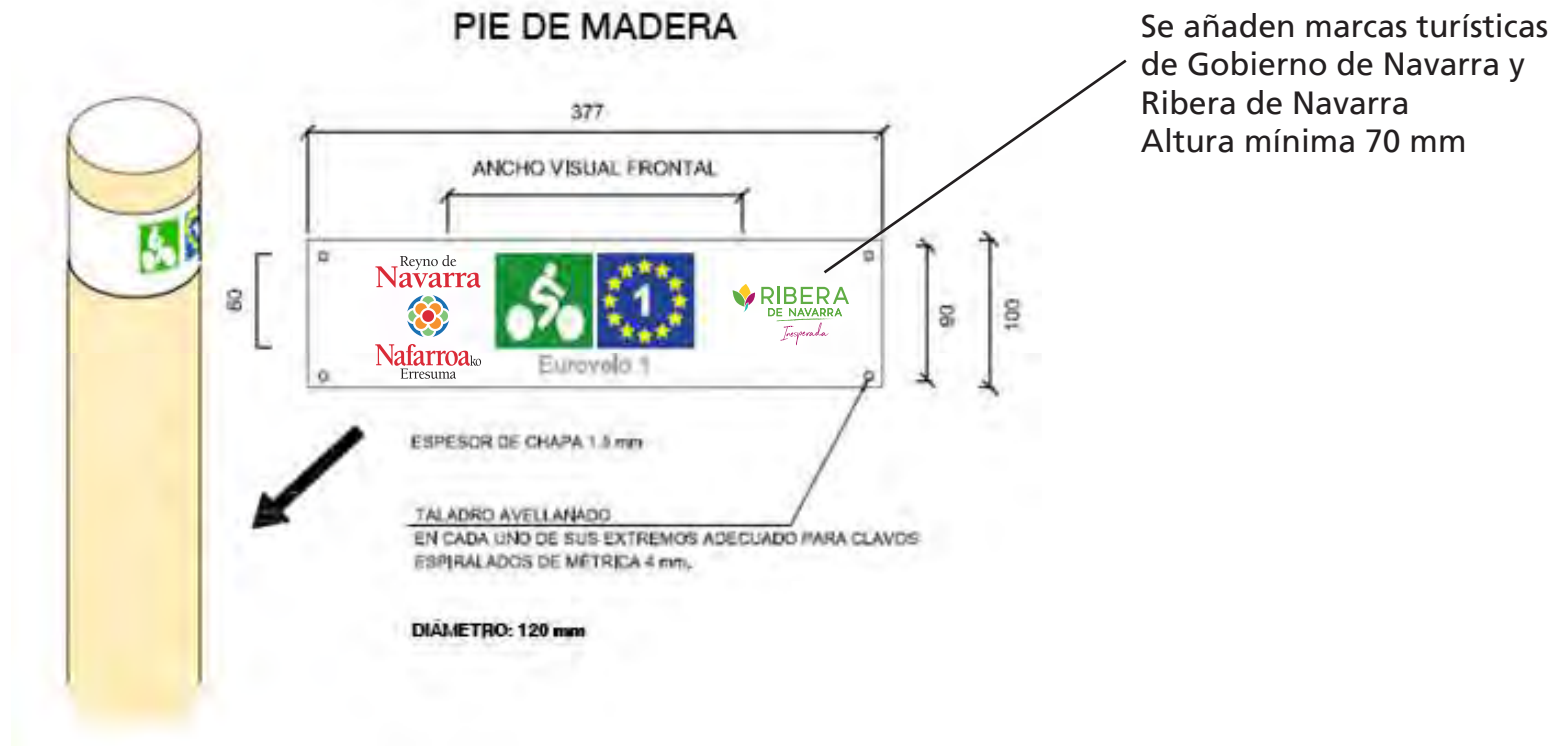 PIE DE MADERA
Se añaden marcas turísticas
de Gobierno de Navarra y
Ribera de Navarra
Altura mínima 70 mm
377
ANCHO VISUAL FRONTAL
60
Reyno de
Navarra
Nafarroako
Erresuma
1
Eurovelo 1
RIBERA
DE NAVARRA
Inesperada
90
100
ESPESOR DE CHAPA 1.5 mm
TALADRO AVELLANADO
EN CADA UNO DE SUS EXTREMOS ADECUADO PARA CLAVOS
ESPIRALADOS DE MÉTRICA 4 mm.
DIÁMETRO: 120 mm